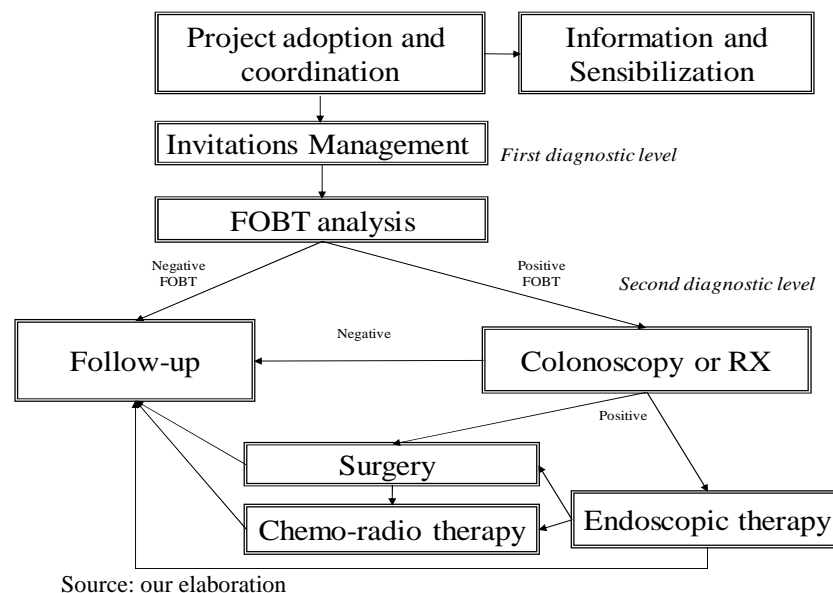 Project adoption and
coordination
Information and
Sensibilization
Invitations Management
First diagnostic level
FOBT analysis
Negative
FOBT
Positive
FOBT
Second diagnostic level
Follow-up
Negative
Colonoscopy or RX
Positive
Surgery
Chemo-radio therapy
Endoscopic therapy
Source: our elaboration